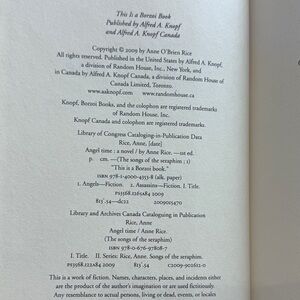 This Is a Borzoi Book
Published by Alfred A. Knopf
and Alfred A. Knopf Canada
Copyright © 2009 by Anne O'Brien Rice
All rights reserved. Published in the United States by Alfred A. Knopf,
a division of Random House, Inc., New York, and
in Canada by Alfred A. Knopf Canada, a division of Random House of
Canada Limited, Toronto.
www.aaknopf.com www.randomhouse.ca
Knopf, Borzoi Books, and the colophon are registered trademarks
of Random House, Inc.
Knopf Canada and colophon are registered trademarks.
Library of Congress Cataloging-in-Publication Data
Rice, Anne, [date]
Angel time : a novel / by Anne Rice. —1st ed.
p. cm. —(The songs of the seraphim ; 1)
"This is a Borzoi book."
ISBN 978-1-4000-4353-8 (alk. paper)
1. Angels—Fiction. 2. Assassins—Fiction. I. Title.
PS3568.I265A84 2009
813'.54—dc22 2009015470
Library and Archives Canada Cataloguing in Publication
Rice, Anne
Angel time / Anne Rice.
(The songs of the seraphim)
ISBN 978-0-676-97808-7
I. Title. II. Series: Rice, Anne. Songs of the seraphim.
PS3568.I22A84 2009 813'.54 C2009-902612-0
This is a work of fiction. Names, characters, places, and incidents either
are the product of the author's imagination or are used fictitiously.
Any resemblance to actual persons, living or dead, events, or locales